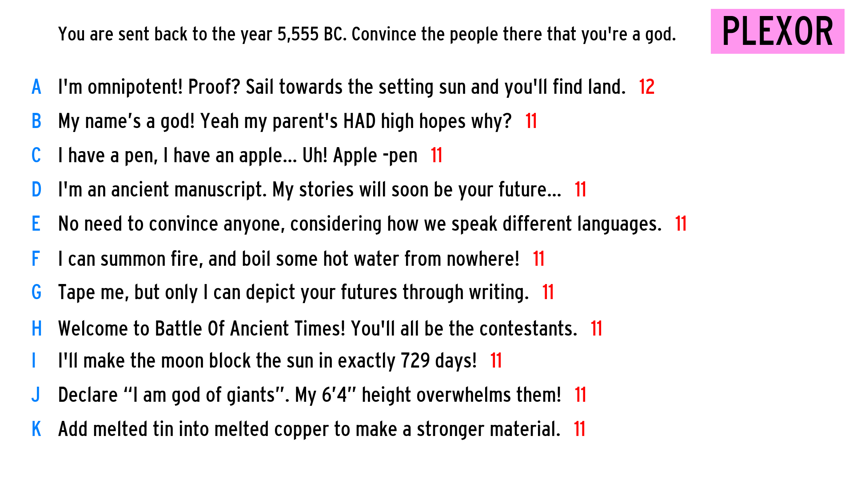 You are sent back to the year 5,555 BC. Convince the people there that you're a god.
PLEXOR
A I'm omnipotent! Proof? Sail towards the setting sun and you'll find land. 12
B My name’s a god! Yeah my parent's HAD high hopes why? 11
C I have a pen, I have an apple... Uh! Apple -pen 11
D I'm an ancient manuscript. My stories will soon be your future... 11
E No need to convince anyone, considering how we speak different languages. 11
F I can summon fire, and boil some hot water from nowhere! 11
G Tape me, but only I can depict your futures through writing. 11
H Welcome to Battle Of Ancient Times! You'll all be the contestants. 11
I I'll make the moon block the sun in exactly 729 days! 11
J Declare “I am god of giants”. My 6’4” height overwhelms them! 11
K Add melted tin into melted copper to make a stronger material. 11